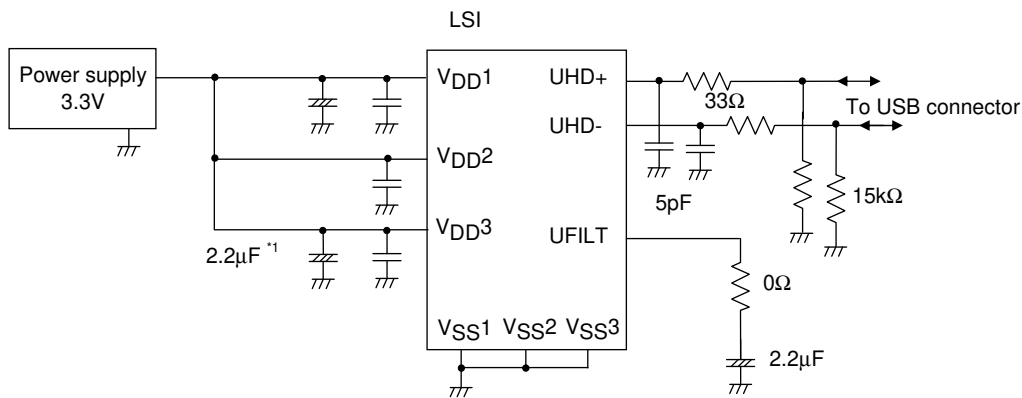 LSI
Power supply
3.3V
VDD1
VDD2
VDD3
2.2μF *1
VSS1 VSS2 VSS3
UHD+
UHD-
UFILT
33Ω
To USB connector
5pF
15kΩ
0Ω
2.2μF